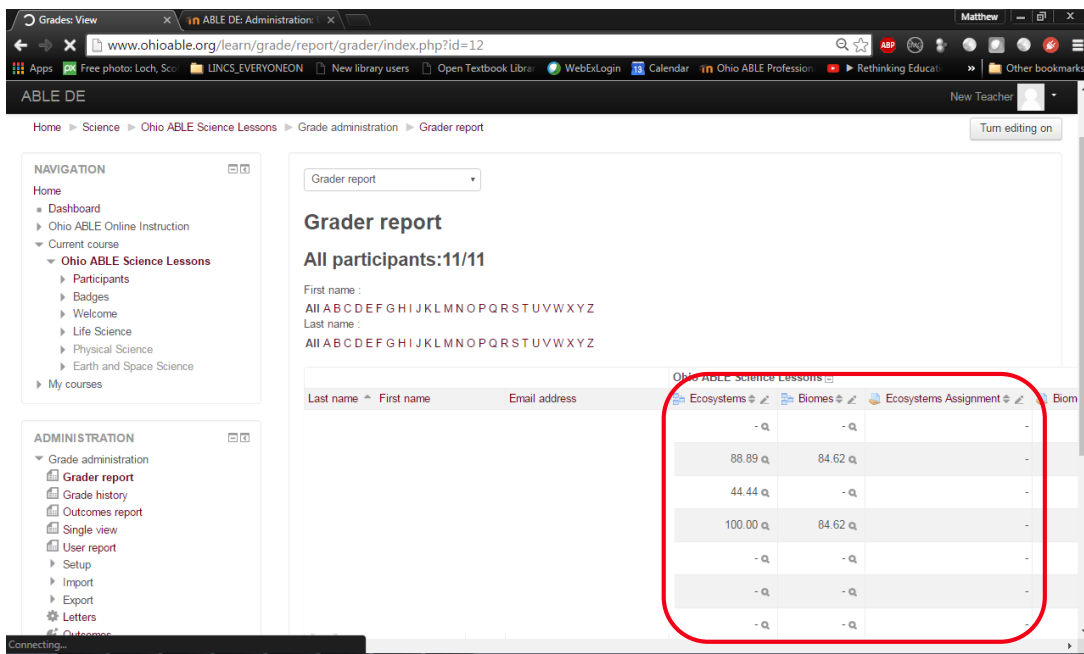 Grades: View × ABLE DE: Administration: × Matthew
www.ohioable.org/learn/grade/report/grader/index.php?id=12 ABP
Apps Free photo: Loch, Sco LINCS_EVERYONEON New library users Open Textbook Librar WebExLogin 13 Calendar Ohio ABLE Profession ▶ Rethinking Educati » Other bookmarks
ABLE DE New Teacher
Home ▶ Science ▶ Ohio ABLE Science Lessons ▶ Grade administration ▶ Grader report Turn editing on
NAVIGATION
Home
Dashboard
Ohio ABLE Online Instruction
Current course
Ohio ABLE Science Lessons
Participants
Badges
Welcome
Life Science
Physical Science
Earth and Space Science
My courses
ADMINISTRATION
Grade administration
Grader report
Grade history
Outcomes report
Single view
User report
Setup
Import
Export
Letters
Outcomes
Connecting...
Grader report
Grader report
All participants:11/11
First name :
All A B C D E F G H I J K L M N O P Q R S T U V W X Y Z
Last name :
All A B C D E F G H I J K L M N O P Q R S T U V W X Y Z
Ohio ABLE Science Lessons
Last name First name Email address Ecosystems Biomes Ecosystems Assignment Biom
- - -
88.89 84.62 -
44.44 - -
100.00 84.62 -
- - -
- - -
- - -